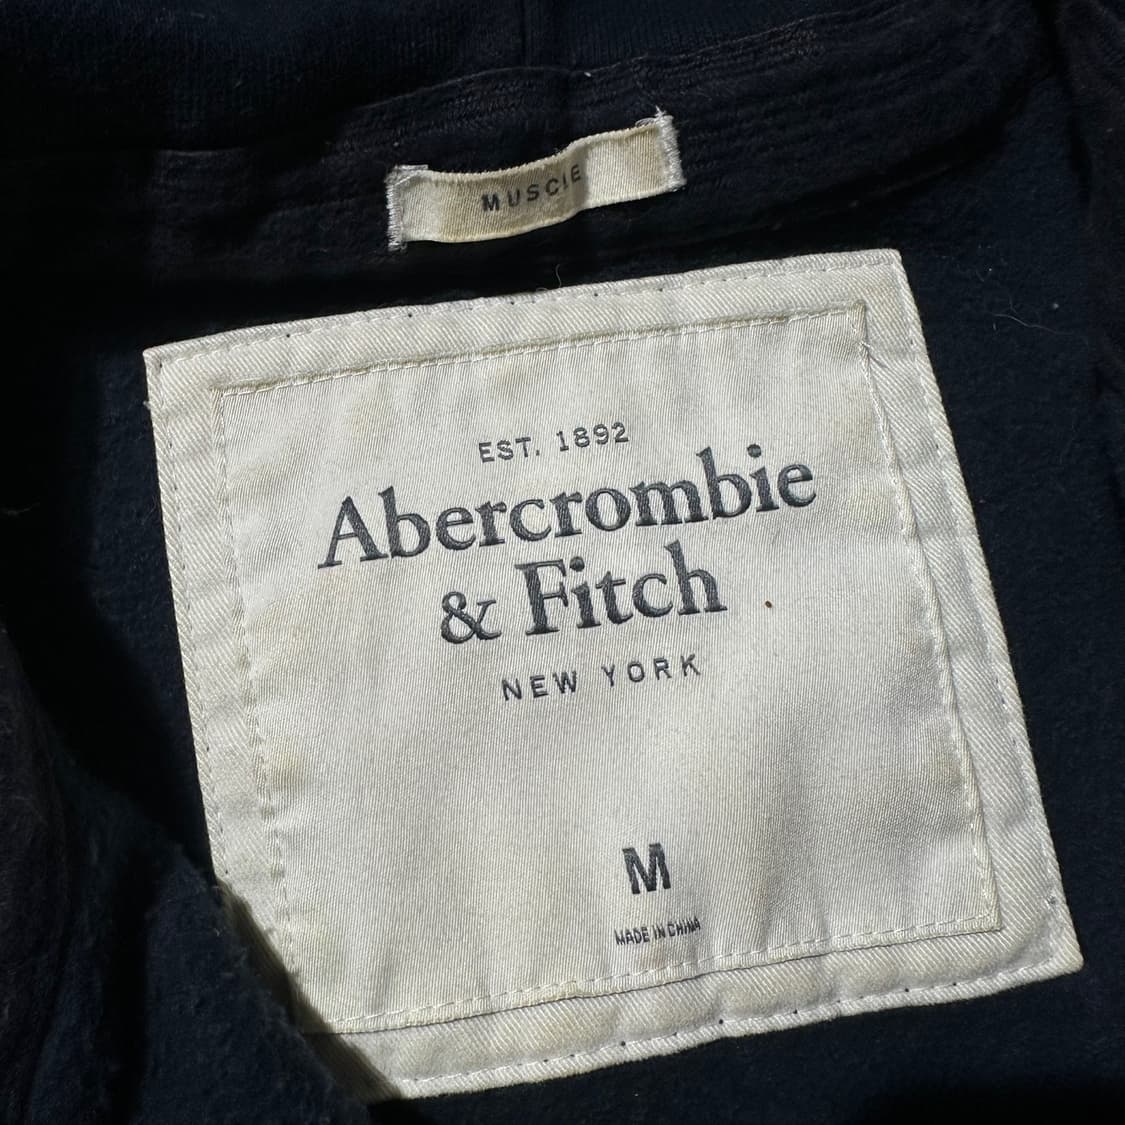 MUSCLE
EST. 1892
Abercrombie
& Fitch
NEW YORK
M
MADE IN CHINA